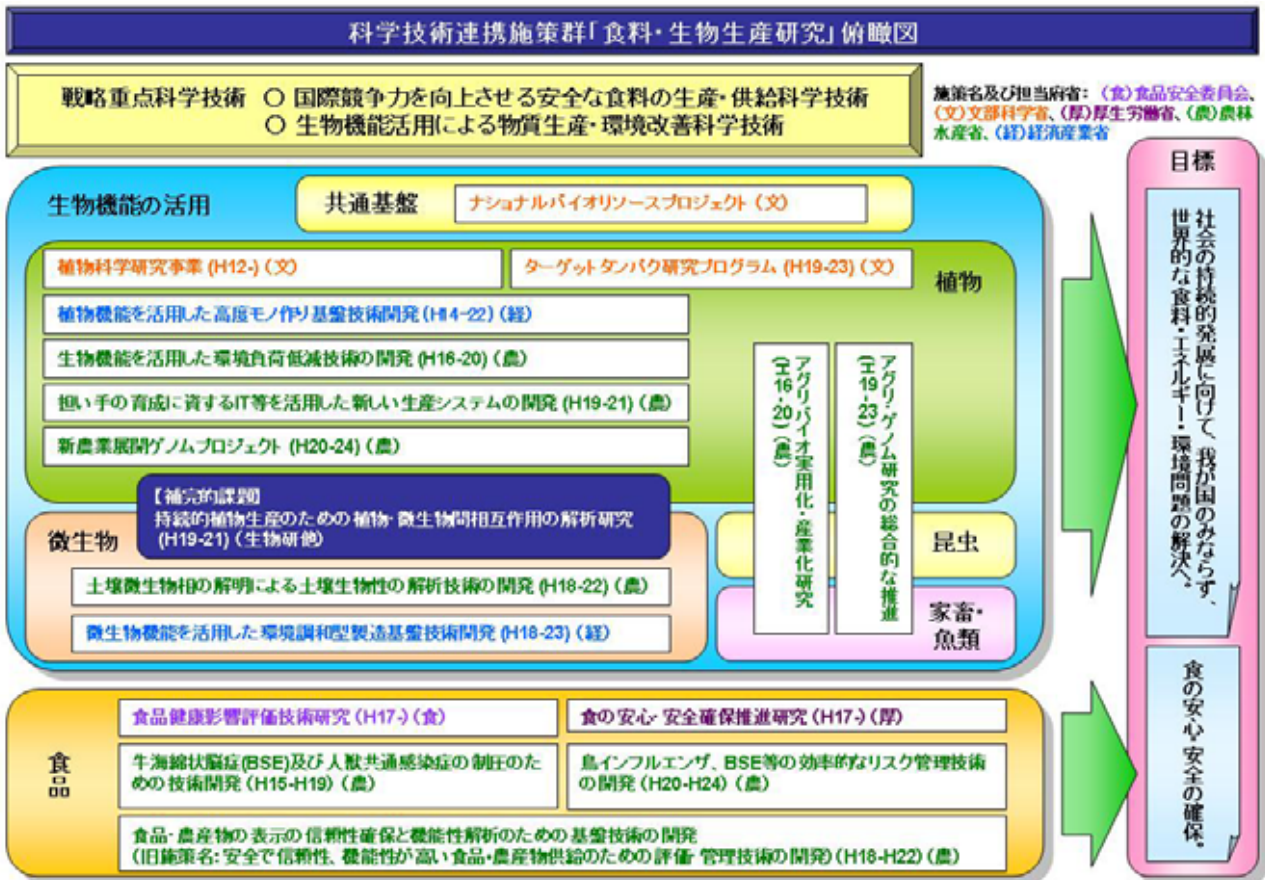 科学技術連携施策群「食料・生物生産研究」俯瞰図
戦略重点科学技術 ○ 国際競争力を向上させる安全な食料の生産・供給科学技術
○ 生物機能活用による物質生産・環境改善科学技術
施策名及び担当府省: (食)食品安全委員会、
(文)文部科学省、(厚)厚生労働省、(農)農林
水産省、(経)経済産業省
生物機能の活用
共通基盤
ナショナルバイオリソースプロジェクト (文)
植物科学研究事業 (H12-) (文)
ターゲットタンパク研究プログラム (H19-23) (文)
植物
植物機能を活用した高度モノ作り基盤技術開発 (H14-22) (経)
生物機能を活用した環境負荷低減技術の開発 (H16-20) (農)
担い手の育成に資するIT等を活用した新しい生産システムの開発 (H19-21) (農)
新農業展開ゲノムプロジェクト (H20-24) (農)
アグリバイオ実用化・産業化研究
(H16-20) (農)
アグリ・ゲノム研究の総合的な推進
(H19-23) (農)
【補完的課題】
持続的植物生産のための植物・微生物間相互作用の解析研究
(H19-21) (生物研他)
微生物
土壌微生物相の解明による土壌生物性の解析技術の開発 (H18-22) (農)
微生物機能を活用した環境調和型製造基盤技術開発 (H18-23) (経)
昆虫
家畜・
魚類
食品
食品健康影響評価技術研究 (H17-) (食)
食の安心・安全確保推進研究 (H17-) (厚)
牛海綿状脳症(BSE)及び人獣共通感染症の制圧のた
めの技術開発 (H15-H19) (農)
鳥インフルエンザ、BSE等の効率的なリスク管理技術
の開発 (H20-H24) (農)
食品・農産物の表示の信頼性確保と機能性解析のための基盤技術の開発
(旧施策名: 安全で信頼性、機能性が高い食品・農産物供給のための評価・管理技術の開発) (H18-H22) (農)
目標
社会の持続的発展に向けて、我が国のみならず、
世界的な食料・エネルギー・環境問題の解決へ。
食の安心・安全の確保。